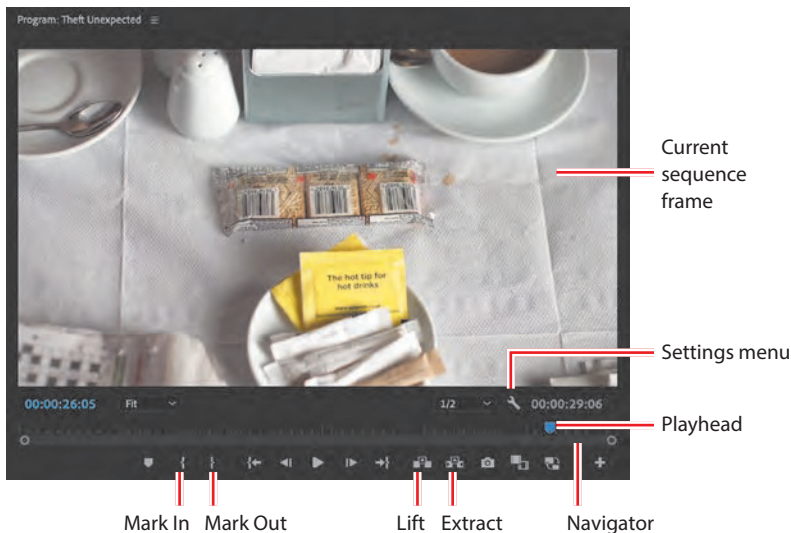 Program: Theft Unexpected
The hot tip for
hot drinks
Current
sequence
frame
Settings menu
00:00:26:05 Fit 1/2 00:00:29:06
Playhead
Mark In Mark Out Lift Extract Navigator